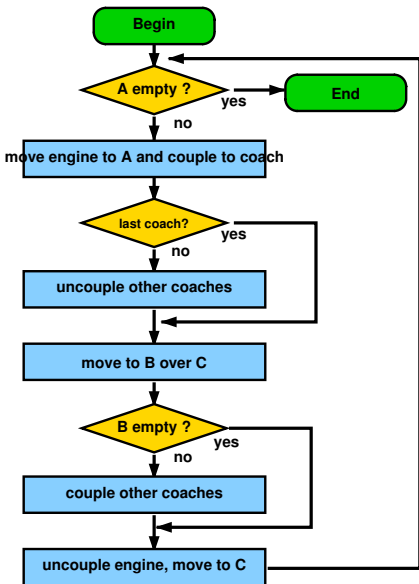 Begin
A empty ?
yes
End
no
move engine to A and couple to coach
last coach?
yes
no
uncouple other coaches
move to B over C
B empty ?
yes
no
couple other coaches
uncouple engine, move to C